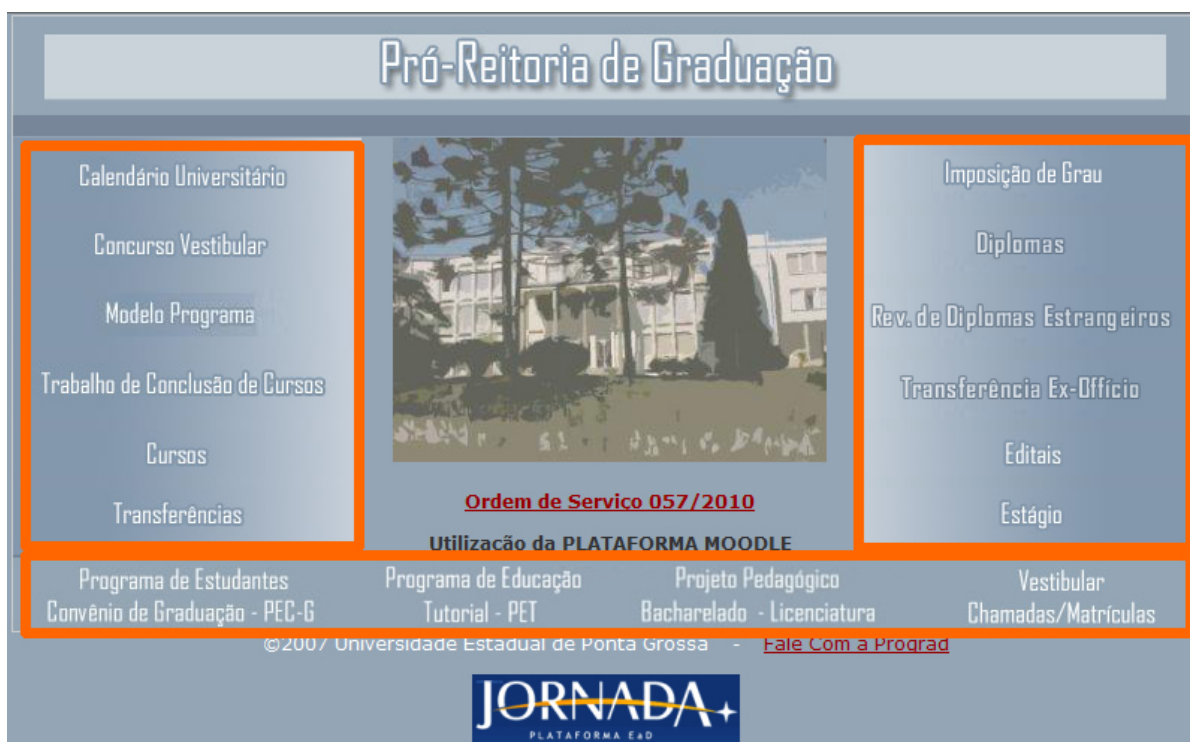 Pró-Reitoria de Graduação
Calendário Universitário
Concurso Vestibular
Modelo Programa
Trabalho de Conclusão de Cursos
Cursos
Transferências
Imposição de Grau
Diplomas
Rev. de Diplomas Estrangeiros
Transferência Ex-Offício
Editais
Estágio
Ordem de Serviço 057/2010
Utilização da PLATAFORMA MOODLE
Programa de Estudantes
Convênio de Graduação - PEC-G
Programa de Educação
Tutorial - PET
Projeto Pedagógico
Bacharelado - Licenciatura
Vestibular
Chamadas/Matrículas
©2007 Universidade Estadual de Ponta Grossa - Fale Com a Prograd
JORNADA+
PLATAFORMA EaD